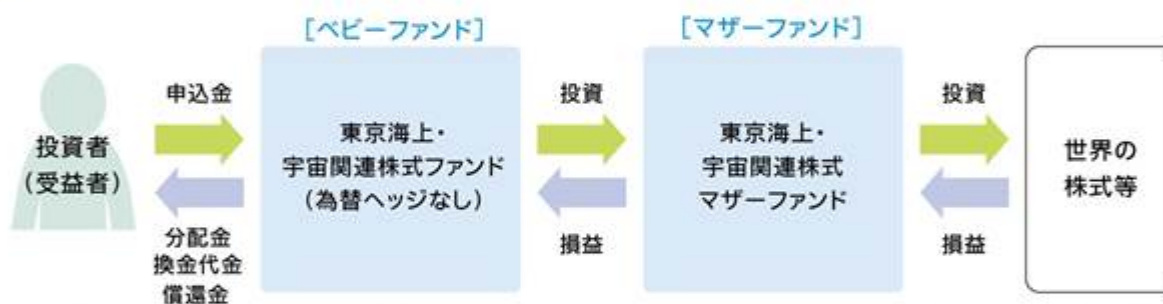 [ベビーファンド]
[マザーファンド]
投資者
(受益者)
申込金
分配金
換金代金
償還金
東京海上・
宇宙関連株式ファンド
(為替ヘッジなし)
投資
損益
東京海上・
宇宙関連株式
マザーファンド
投資
損益
世界の
株式等